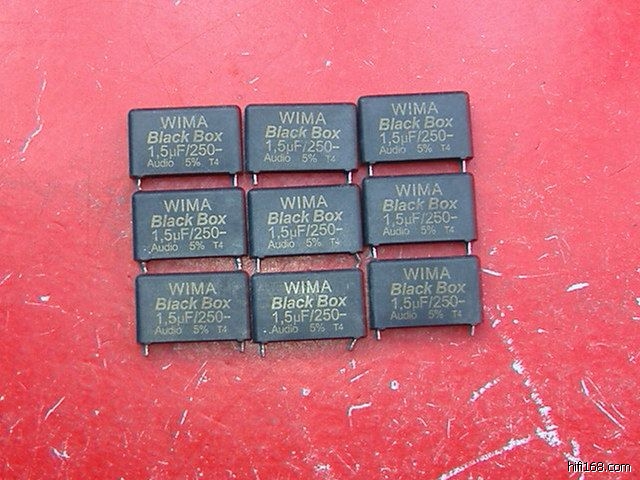 WIMA
Black Box
1,5µF/250~
Audio 5% T4
WIMA
Black Box
1,5µF/250~
Audio 5% T4
WIMA
Black Box
1,5µF/250~
Audio 5% T4
WIMA
Black Box
1,5µF/250~
Audio 5% T4
WIMA
Black Box
1,5µF/250~
Audio 5% T4
WIMA
Black Box
1,5µF/250~
Audio 5% T4
WIMA
Black Box
1,5µF/250~
Audio 5% T4
WIMA
Black Box
1,5µF/250~
Audio 5% T4
WIMA
Black Box
1,5µF/250~
Audio 5% T4
hifi168.com